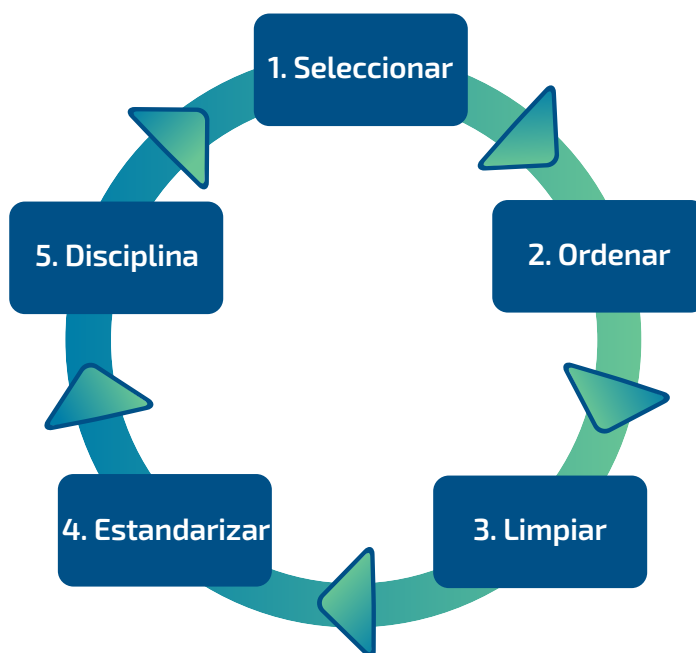 1. Seleccionar
2. Ordenar
3. Limpiar
4. Estandarizar
5. Disciplina